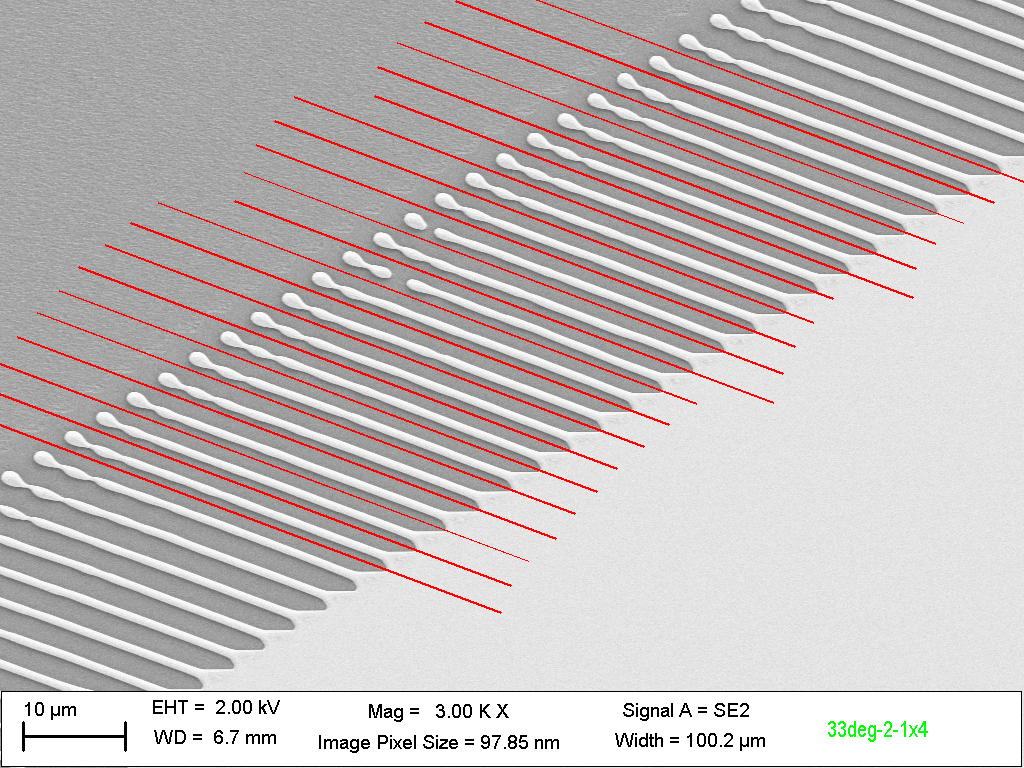 10 µm
EHT = 2.00 kV
WD = 6.7 mm
Mag = 3.00 K X
Image Pixel Size = 97.85 nm
Signal A = SE2
Width = 100.2 µm
33deg-2-1x4